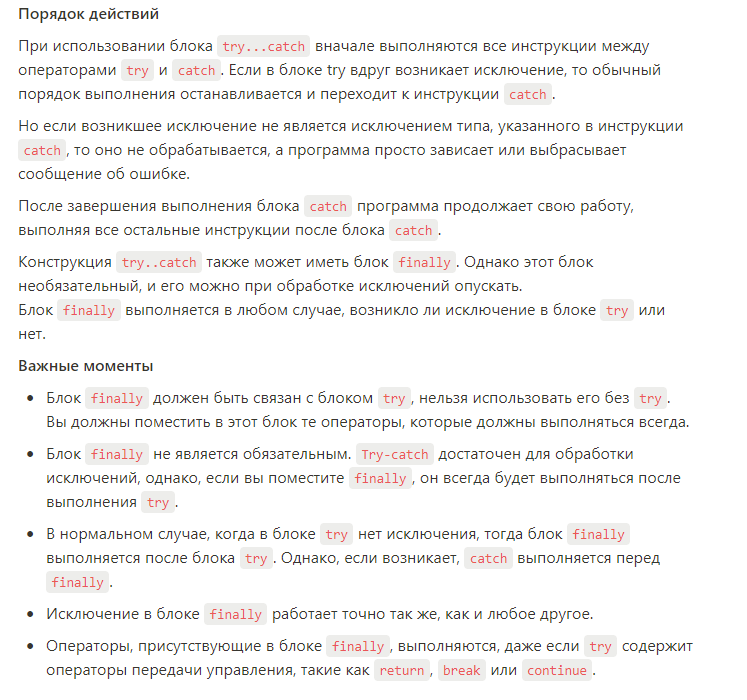 Порядок действий
При использовании блока try...catch вначале выполняются все инструкции между
операторами try и catch. Если в блоке try вдруг возникает исключение, то обычный
порядок выполнения останавливается и переходит к инструкции catch.
Но если возникшее исключение не является исключением типа, указанного в инструкции
catch, то оно не обрабатывается, а программа просто зависает или выбрасывает
сообщение об ошибке.
После завершения выполнения блока catch программа продолжает свою работу,
выполняя все остальные инструкции после блока catch.
Конструкция try..catch также может иметь блок finally. Однако этот блок
необязательный, и его можно при обработке исключений опускать.
Блок finally выполняется в любом случае, возникло ли исключение в блоке try или
нет.
Важные моменты
• Блок finally должен быть связан с блоком try, нельзя использовать его без try.
Вы должны поместить в этот блок те операторы, которые должны выполняться всегда.
• Блок finally не является обязательным. Try-catch достаточен для обработки
исключений, однако, если вы поместите finally, он всегда будет выполняться после
выполнения try.
• В нормальном случае, когда в блоке try нет исключения, тогда блок finally
выполняется после блока try. Однако, если возникает, catch выполняется перед
finally.
• Исключение в блоке finally работает точно так же, как и любое другое.
• Операторы, присутствующие в блоке finally, выполняются, даже если try содержит
операторы передачи управления, такие как return, break или continue.